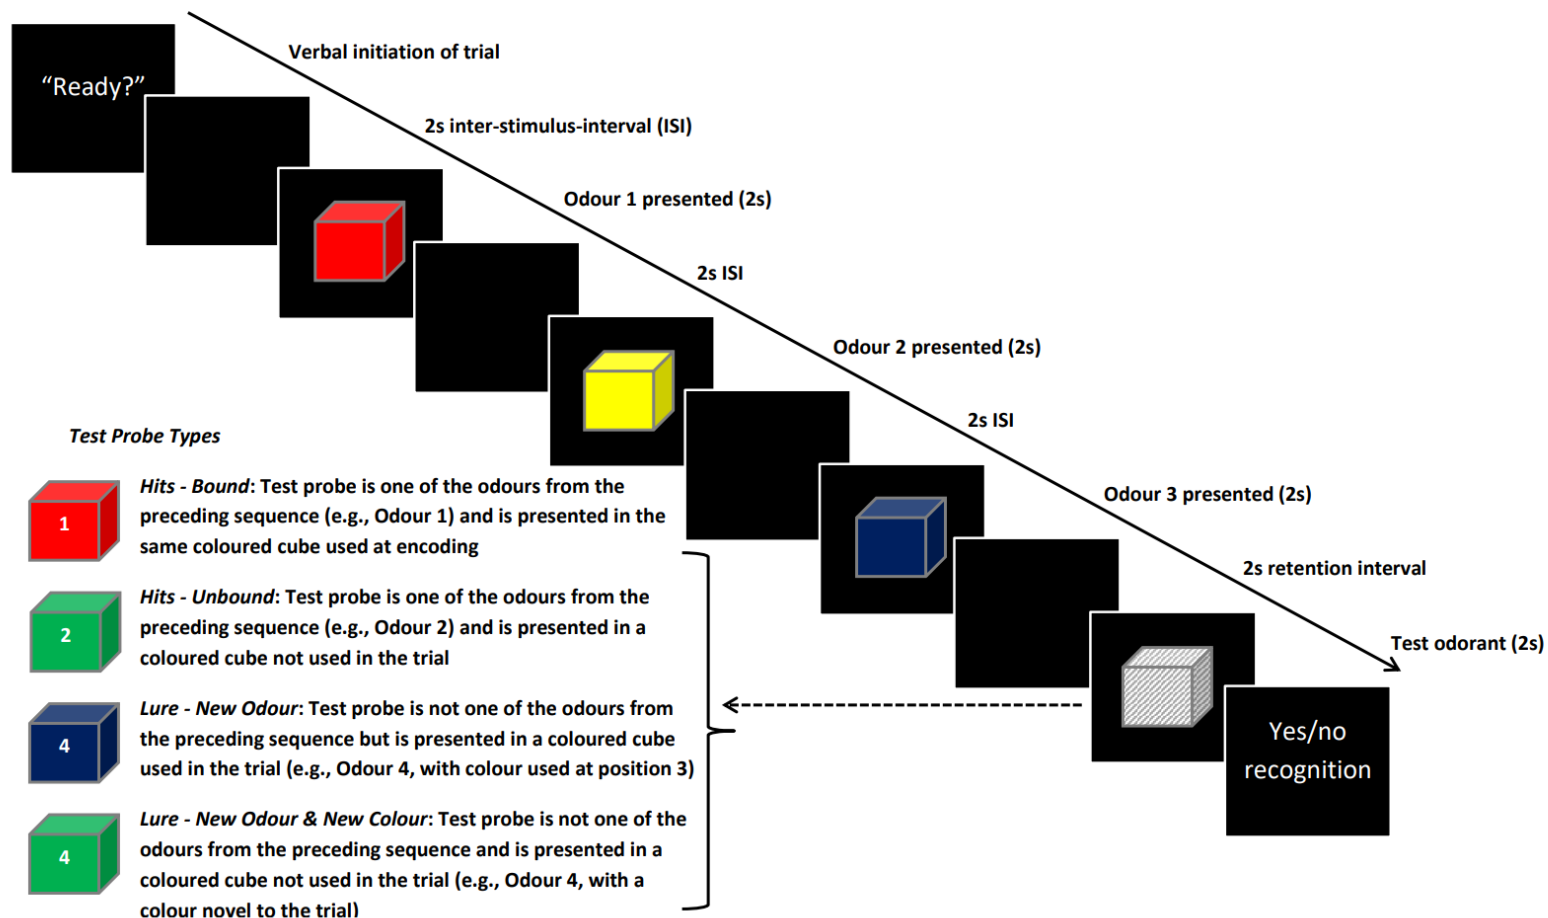 “Ready?”
Verbal initiation of trial
2s inter-stimulus-interval (ISI)
Odour 1 presented (2s)
2s ISI
Odour 2 presented (2s)
2s ISI
Odour 3 presented (2s)
2s retention interval
Test odorant (2s)
Yes/no
recognition
Test Probe Types
1
Hits - Bound: Test probe is one of the odours from the
preceding sequence (e.g., Odour 1) and is presented in the
same coloured cube used at encoding
2
Hits - Unbound: Test probe is one of the odours from the
preceding sequence (e.g., Odour 2) and is presented in a
coloured cube not used in the trial
4
Lure - New Odour: Test probe is not one of the odours from
the preceding sequence but is presented in a coloured cube
used in the trial (e.g., Odour 4, with colour used at position 3)
4
Lure - New Odour & New Colour: Test probe is not one of the
odours from the preceding sequence and is presented in a
coloured cube not used in the trial (e.g., Odour 4, with a
colour novel to the trial)